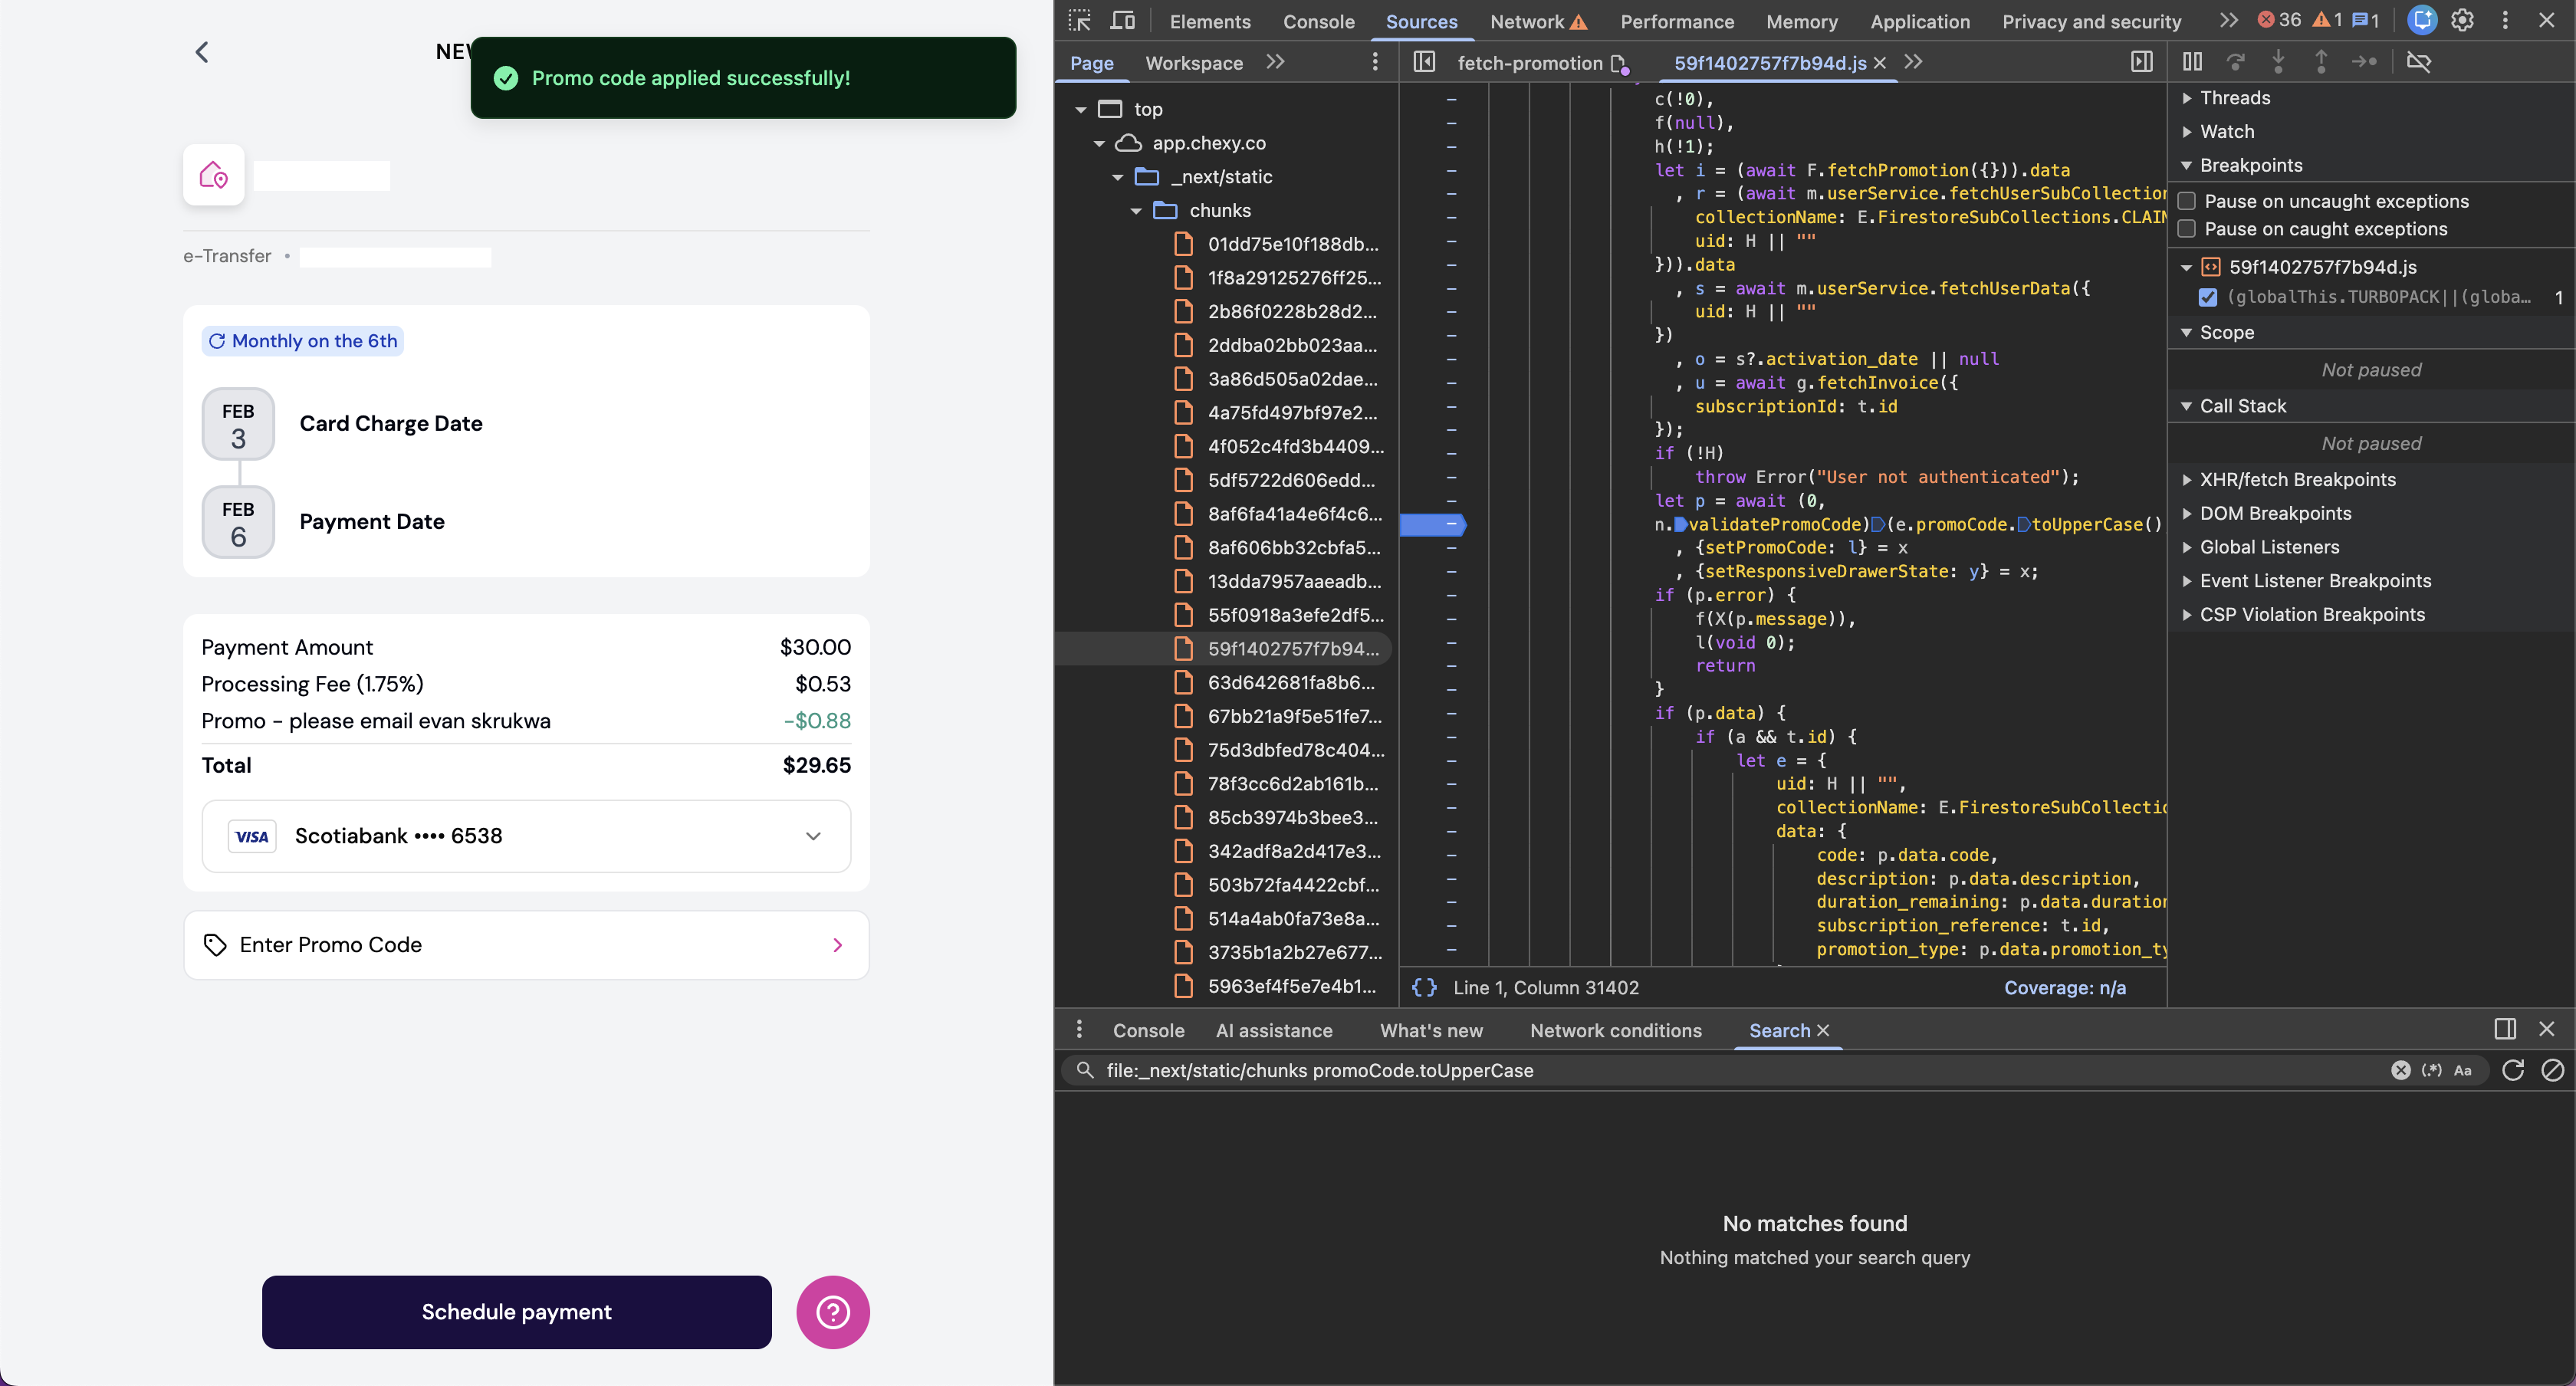 NEW
Promo code applied successfully!
e-Transfer •
Monthly on the 6th
FEB
3
Card Charge Date
FEB
6
Payment Date
Payment Amount $30.00
Processing Fee (1.75%) $0.53
Promo - please email evan skrukwa -$0.88
Total $29.65
VISA Scotiabank •••• 6538
Enter Promo Code
Schedule payment
Elements Console Sources Network Performance Memory Application Privacy and security 36 1 1
Page Workspace
top
app.chexy.co
_next/static
chunks
01dd75e10f188db...
1f8a29125276ff25...
2b86f0228b28d2...
2ddba02bb023aa...
3a86d505a02dae...
4a75fd497bf97e2...
4f052c4fd3b4409...
5df5722d606edd...
8af6fa41a4e6f4c6...
8af606bb32cbfa5...
13dda7957aaeadb...
55f0918a3efe2df5...
59f1402757f7b94...
63d642681fa8b6...
67bb21a9f5e51fe7...
75d3dbfed78c404...
78f3cc6d2ab161b...
85cb3974b3bee3...
342adf8a2d417e3...
503b72fa4422cbf...
514a4ab0fa73e8a...
3735b1a2b27e677...
5963ef4f5e7e4b1...
fetch-promotion 59f1402757f7b94d.js
c(!0),
f(null),
h(!1);
let i = (await F.fetchPromotion({})).data
, r = (await m.userService.fetchUserSubCollection
collectionName: E.FirestoreSubCollections.CLAIM
uid: H || ""
})).data
, s = await m.userService.fetchUserData({
uid: H || ""
})
, o = s?.activation_date || null
, u = await g.fetchInvoice({
subscriptionId: t.id
});
if (!H)
throw Error("User not authenticated");
let p = await (0,
n.validatePromoCode)(e.promoCode.toUpperCase()
, {setPromoCode: l} = x
, {setResponsiveDrawerState: y} = x;
if (p.error) {
f(X(p.message)),
l(void 0);
return
}
if (p.data) {
if (a && t.id) {
let e = {
uid: H || "",
collectionName: E.FirestoreSubCollectio
data: {
code: p.data.code,
description: p.data.description,
duration_remaining: p.data.duration
subscription_reference: t.id,
promotion_type: p.data.promotion_ty
{} Line 1, Column 31402 Coverage: n/a
Threads
Watch
Breakpoints
Pause on uncaught exceptions
Pause on caught exceptions
59f1402757f7b94d.js
(globalThis.TURBOPACK||(globa... 1
Scope
Not paused
Call Stack
Not paused
XHR/fetch Breakpoints
DOM Breakpoints
Global Listeners
Event Listener Breakpoints
CSP Violation Breakpoints
Console AI assistance What's new Network conditions Search
file:_next/static/chunks promoCode.toUpperCase (.*) Aa
No matches found
Nothing matched your search query